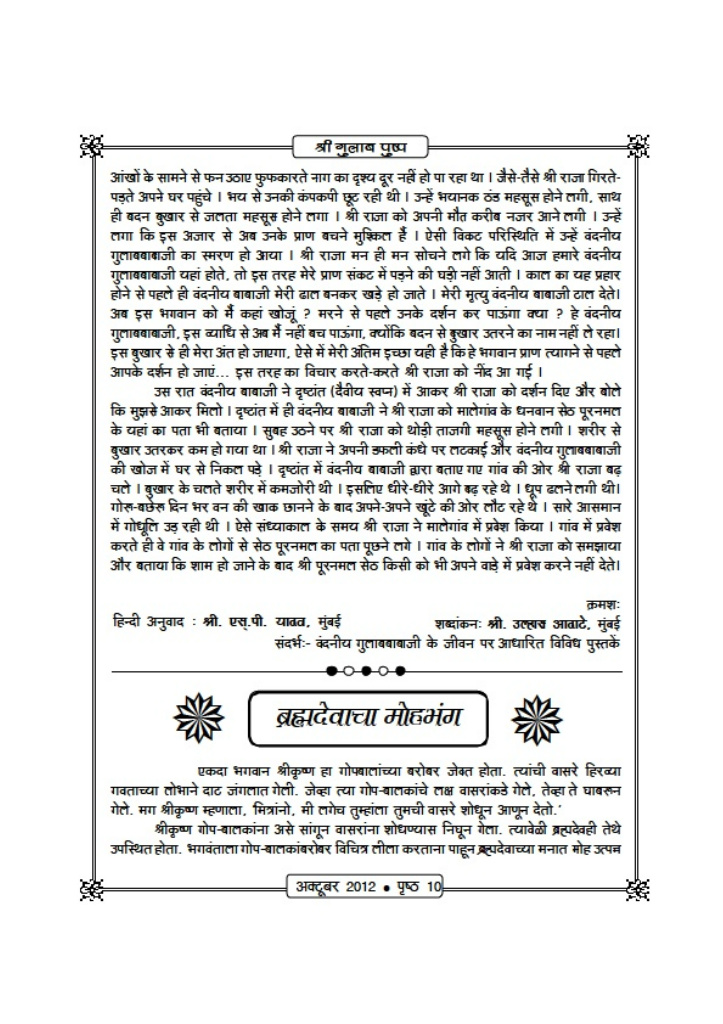 श्री गुलाब पुष्प
आंखों के सामने से फन उठाए फुफकारते नाग का दृश्य दूर नहीं हो पा रहा था । जैसे-तैसे श्री राजा गिरते-
पड़ते अपने घर पहुंचे । भय से उनकी कंपकपी छूट रही थी । उन्हें भयानक ठंड महसूस होने लगी, साथ
ही बदन बुखार से जलता महसूस होने लगा । श्री राजा को अपनी मौत करीब नजर आने लगी । उन्हें
लगा कि इस अजार से अब उनके प्राण बचने मुश्किल हैं । ऐसी विकट परिस्थिति में उन्हें वंदनीय
गुलाबबाबाजी का स्मरण हो आया । श्री राजा मन ही मन सोचने लगे कि यदि आज हमारे वंदनीय
गुलाबबाबाजी यहां होते, तो इस तरह मेरे प्राण संकट में पड़ने की घड़ी नहीं आती । काल का यह प्रहार
होने से पहले ही वंदनीय बाबाजी मेरी ढाल बनकर खड़े हो जाते । मेरी मृत्यु वंदनीय बाबाजी टाल देते।
अब इस भगवान को मैं कहां खोजूं ? मरने से पहले उनके दर्शन कर पाऊंगा क्या ? हे वंदनीय
गुलाबबाबाजी, इस व्याधि से अब मैं नहीं बच पाऊंगा, क्योंकि बदन से बुखार उतरने का नाम नहीं ले रहा।
इस बुखार से ही मेरा अंत हो जाएगा, ऐसे में मेरी अंतिम इच्छा यही है कि हे भगवान प्राण त्यागने से पहले
आपके दर्शन हो जाएं... इस तरह का विचार करते-करते श्री राजा को नींद आ गई ।
उस रात वंदनीय बाबाजी ने दृष्टांत (दैवीय स्वप्न) में आकर श्री राजा को दर्शन दिए और बोले
कि मुझसे आकर मिलो । दृष्टांत में ही वंदनीय बाबाजी ने श्री राजा को मालेगांव के धनवान सेठ पूरनमल
के यहां का पता भी बताया । सुबह उठने पर श्री राजा को थोड़ी ताजगी महसूस होने लगी । शरीर से
बुखार उतरकर कम हो गया था । श्री राजा ने अपनी डफली कंधे पर लटकाई और वंदनीय गुलाबबाबाजी
की खोज में घर से निकल पड़े । दृष्टांत में वंदनीय बाबाजी द्वारा बताए गए गांव की ओर श्री राजा बढ़
चले । बुखार के चलते शरीर में कमजोरी थी । इसलिए धीरे-धीरे आगे बढ़ रहे थे । धूप ढलने लगी थी।
गोरू-बछेरू दिन भर वन की खाक छानने के बाद अपने-अपने खूंटे की ओर लौट रहे थे । सारे आसमान
में गोधूलि उड़ रही थी । ऐसे संध्याकाल के समय श्री राजा ने मालेगांव में प्रवेश किया । गांव में प्रवेश
करते ही वे गांव के लोगों से सेठ पूरनमल का पता पूछने लगे । गांव के लोगों ने श्री राजा को समझाया
और बताया कि शाम हो जाने के बाद श्री पूरनमल सेठ किसी को भी अपने वाड़े में प्रवेश करने नहीं देते।
क्रमशः
हिन्दी अनुवाद : श्री. एस्.पी. यादव, मुंबई शब्दांकनः श्री. उल्हास आवाटे, मुंबई
संदर्भः- वंदनीय गुलाबबाबाजी के जीवन पर आधारित विविध पुस्तकें
ब्रह्मदेवाचा मोहभंग
एकदा भगवान श्रीकृष्ण हा गोपबालांच्या बरोबर जेवत होता. त्यांची वासरे हिरव्या
गवताच्या लोभाने दाट जंगलात गेली. जेव्हा त्या गोप-बालकांचे लक्ष वासरांकडे गेले, तेव्हा ते घाबरून
गेले. मग श्रीकृष्ण म्हणाला, 'मित्रांनो, मी लगेच तुम्हांला तुमची वासरे शोधून आणून देतो.'
श्रीकृष्ण गोप-बालकांना असे सांगून वासरांना शोधण्यास निघून गेला. त्यावेळी ब्रह्मदेवही तेथे
उपस्थित होता. भगवंताला गोप-बालकांबरोबर विचित्र लीला करताना पाहून ब्रह्मदेवाच्या मनात मोह उत्पन्न
अक्टूबर 2012 ● पृष्ठ 10